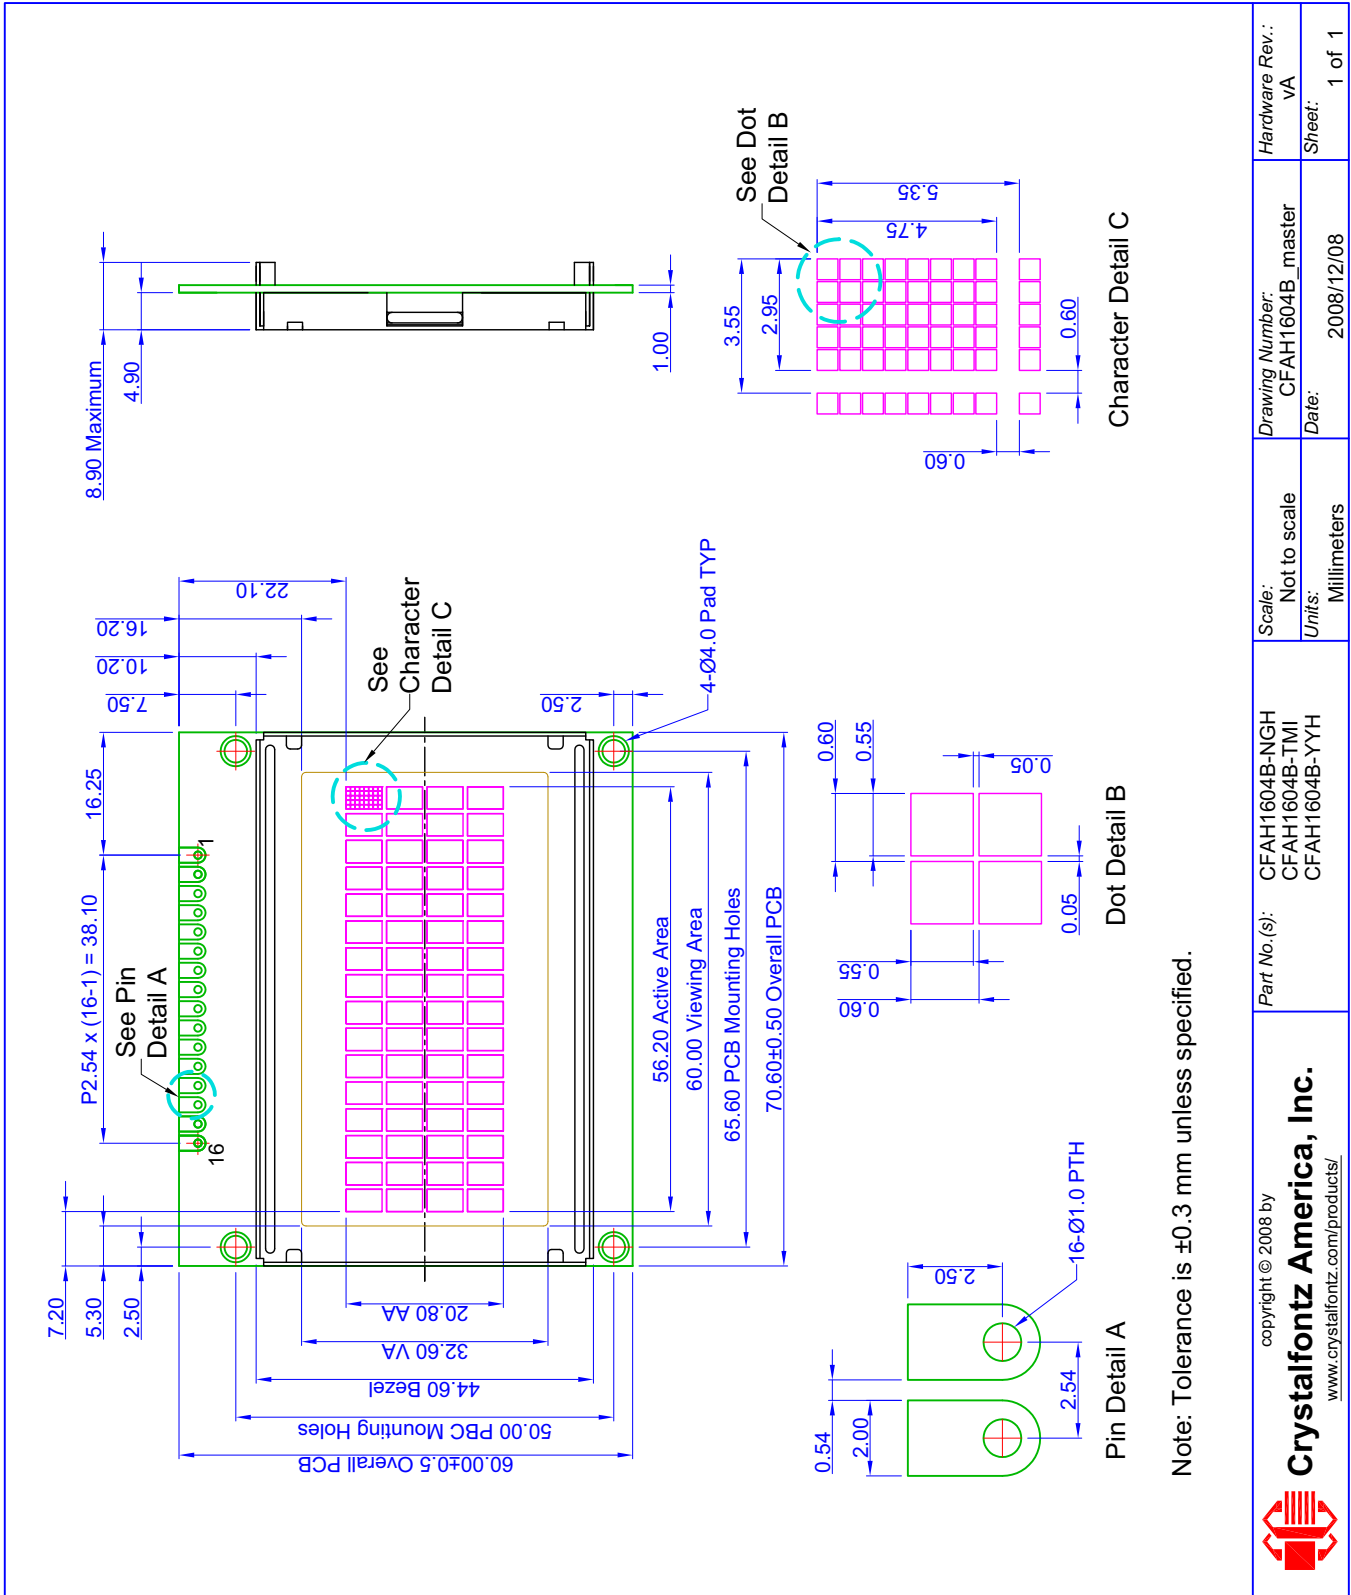 8.90 Maximum
4.90
1.00
See Dot
Detail B
3.55
2.95
5.35
4.75
0.60
0.60
Character Detail C
7.50
10.20
16.20
22.10
16.25
P2.54 x (16-1) = 38.10
See Pin
Detail A
1
16
See
Character
Detail C
2.50
4-Ø4.0 Pad TYP
7.20
5.30
2.50
56.20 Active Area
60.00 Viewing Area
65.60 PCB Mounting Holes
70.60±0.50 Overall PCB
20.80 AA
32.60 VA
44.60 Bezel
50.00 PBC Mounting Holes
60.00±0.5 Overall PCB
0.60
0.55
0.05
0.05
0.55
0.60
Dot Detail B
0.54
2.00
2.50
2.54
16-Ø1.0 PTH
Pin Detail A
Note: Tolerance is ±0.3 mm unless specified.
copyright © 2008 by
Crystalfontz America, Inc.
www.crystalfontz.com/products/
Part No.(s):
CFAH1604B-NGH
CFAH1604B-TMI
CFAH1604B-YYH
Scale:
Not to scale
Units:
Millimeters
Drawing Number:
CFAH1604B_master
Date:
2008/12/08
Hardware Rev.:
vA
Sheet:
1 of 1